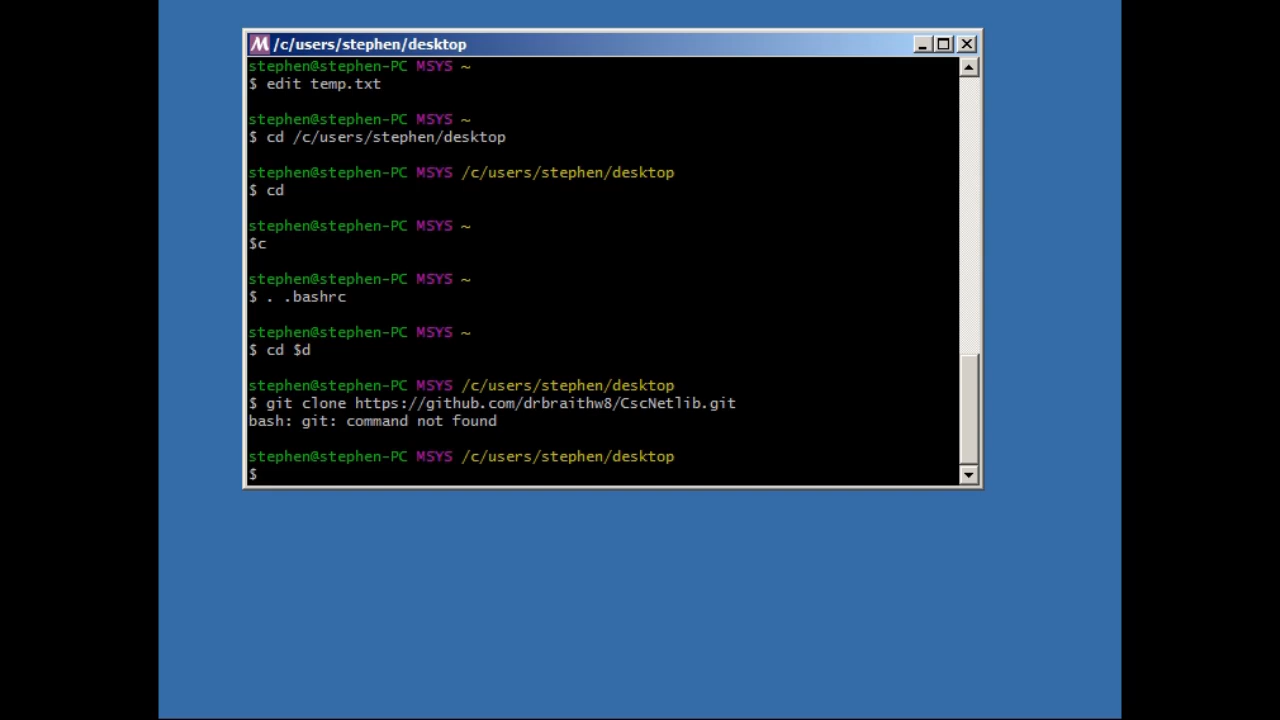 /c/users/stephen/desktop
stephen@stephen-PC MSYS ~
$ edit temp.txt
stephen@stephen-PC MSYS ~
$ cd /c/users/stephen/desktop
stephen@stephen-PC MSYS /c/users/stephen/desktop
$ cd
stephen@stephen-PC MSYS ~
$c
stephen@stephen-PC MSYS ~
$ . .bashrc
stephen@stephen-PC MSYS ~
$ cd $d
stephen@stephen-PC MSYS /c/users/stephen/desktop
$ git clone https://github.com/drbraithw8/CscNetlib.git
bash: git: command not found
stephen@stephen-PC MSYS /c/users/stephen/desktop
$